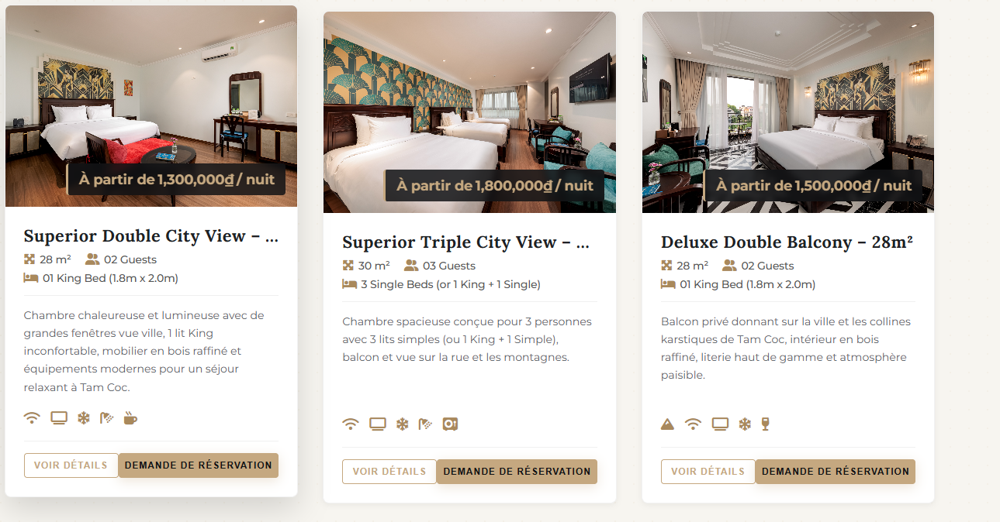 À partir de 1,300,000₫ / nuit
Superior Double City View – ...
28 m²
02 Guests
01 King Bed (1.8m x 2.0m)
Chambre chaleureuse et lumineuse avec de
grandes fenêtres vue ville, 1 lit King
inconfortable, mobilier en bois raffiné et
équipements modernes pour un séjour
relaxant à Tam Coc.
VOIR DÉTAILS
DEMANDE DE RÉSERVATION
À partir de 1,800,000₫ / nuit
Superior Triple City View – ...
30 m²
03 Guests
3 Single Beds (or 1 King + 1 Single)
Chambre spacieuse conçue pour 3 personnes
avec 3 lits simples (ou 1 King + 1 Simple),
balcon et vue sur la rue et les montagnes.
VOIR DÉTAILS
DEMANDE DE RÉSERVATION
À partir de 1,500,000₫ / nuit
Deluxe Double Balcony – 28m²
28 m²
02 Guests
01 King Bed (1.8m x 2.0m)
Balcon privé donnant sur la ville et les collines
karstiques de Tam Coc, intérieur en bois
raffiné, literie haut de gamme et atmosphère
paisible.
VOIR DÉTAILS
DEMANDE DE RÉSERVATION